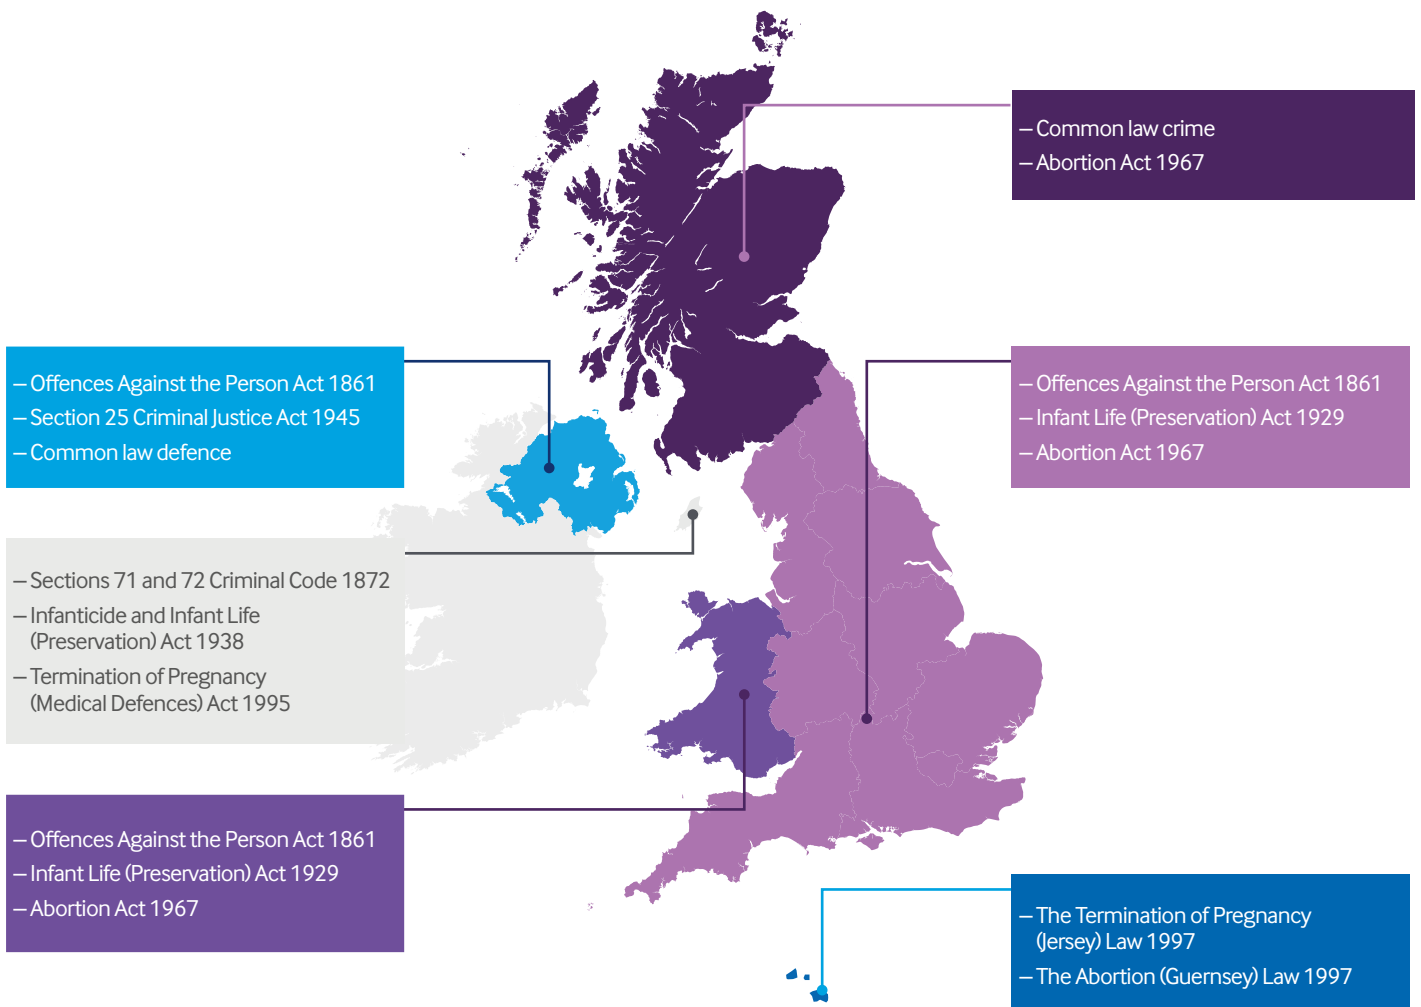 – Common law crime
– Abortion Act 1967
– Offences Against the Person Act 1861
– Section 25 Criminal Justice Act 1945
– Common law defence
– Offences Against the Person Act 1861
– Infant Life (Preservation) Act 1929
– Abortion Act 1967
– Sections 71 and 72 Criminal Code 1872
– Infanticide and Infant Life
(Preservation) Act 1938
– Termination of Pregnancy
(Medical Defences) Act 1995
– Offences Against the Person Act 1861
– Infant Life (Preservation) Act 1929
– Abortion Act 1967
– The Termination of Pregnancy
(Jersey) Law 1997
– The Abortion (Guernsey) Law 1997